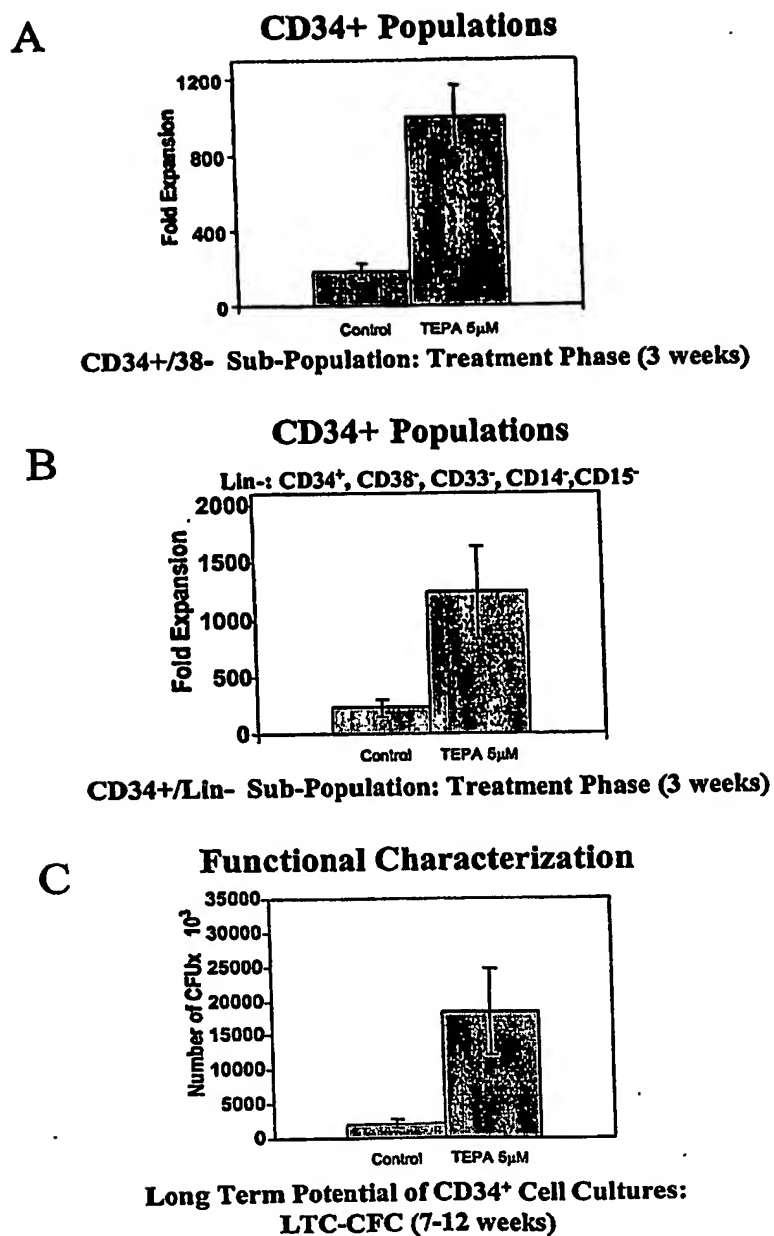 A
CD34+ Populations
Fold Expansion
1200
800
400
0
Control TEPA 5µM
CD34+/38- Sub-Population: Treatment Phase (3 weeks)
B
CD34+ Populations
Lin-: CD34⁺, CD38⁻, CD33⁻, CD14⁻,CD15⁻
Fold Expansion
2000
1500
1000
500
0
Control TEPA 5µM
CD34+/Lin- Sub-Population: Treatment Phase (3 weeks)
C
Functional Characterization
Number of CFUx 10³
35000
30000
25000
20000
15000
10000
5000
0
Control TEPA 5µM
Long Term Potential of CD34⁺ Cell Cultures:
LTC-CFC (7-12 weeks)